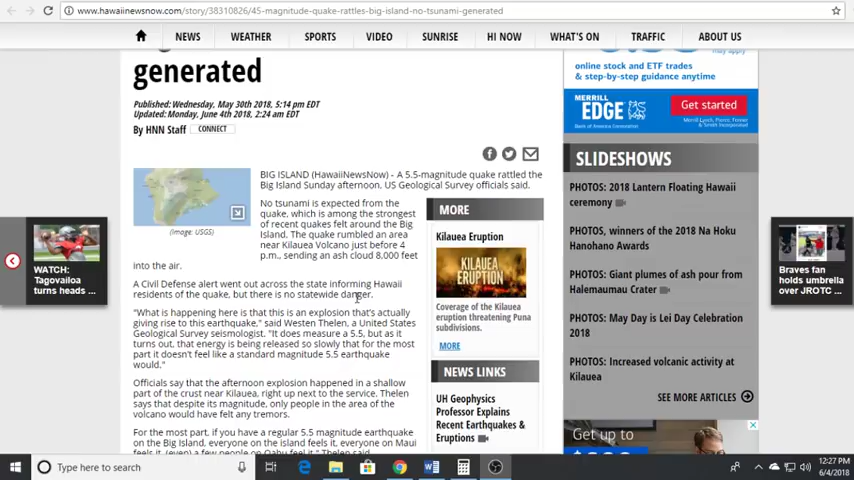 www.hawaiinewsnow.com/story/38310826/45-magnitude-quake-rattles-big-island-no-tsunami-generated
NEWS
WEATHER
SPORTS
VIDEO
SUNRISE
HI NOW
WHAT'S ON
TRAFFIC
ABOUT US
generated
Published: Wednesday, May 30th 2018, 5:14 pm EDT
Updated: Monday, June 4th 2018, 2:24 am EDT
By HNN Staff
CONNECT
(Image: USGS)
BIG ISLAND (HawaiiNewsNow) - A 5.5-magnitude quake rattled the
Big Island Sunday afternoon, US Geological Survey officials said.
No tsunami is expected from the
quake, which is among the strongest
of recent quakes felt around the Big
Island. The quake rumbled an area
near Kilauea Volcano just before 4
p.m., sending an ash cloud 8,000 feet
into the air.
A Civil Defense alert went out across the state informing Hawaii
residents of the quake, but there is no statewide danger.
"What is happening here is that this is an explosion that's actually
giving rise to this earthquake," said Westen Thelen, a United States
Geological Survey seismologist. "It does measure a 5.5, but as it
turns out, that energy is being released so slowly that for the most
part it doesn't feel like a standard magnitude 5.5 earthquake
would."
Officials say that the afternoon explosion happened in a shallow
part of the crust near Kilauea, right up next to the service. Thelen
says that despite its magnitude, only people in the area of the
volcano would have felt any tremors.
For the most part, if you have a regular 5.5 magnitude earthquake
on the Big Island, everyone on the island feels it, everyone on Maui
feels it, (even) a few people on Oahu feel it," Thelen said.
MORE
Kilauea Eruption
KILAUEA
ERUPTION
Coverage of the Kilauea
eruption threatening Puna
subdivisions.
MORE
NEWS LINKS
UH Geophysics
Professor Explains
Recent Earthquakes &
Eruptions
may apply
online stock and ETF trades
& step-by-step guidance anytime
MERRILL
EDGE
Bank of America Corporation
Get started
SLIDESHOWS
PHOTOS: 2018 Lantern Floating Hawaii
ceremony
PHOTOS, winners of the 2018 Na Hoku
Hanohano Awards
PHOTOS: Giant plumes of ash pour from
Halemaumau Crater
PHOTOS: May Day is Lei Day Celebration
2018
PHOTOS: Increased volcanic activity at
Kilauea
SEE MORE ARTICLES
Get up to
WATCH:
Tagovailoa
turns heads ...
Braves fan
holds umbrella
over JROTC ...
Type here to search
12:27 PM
6/4/2018